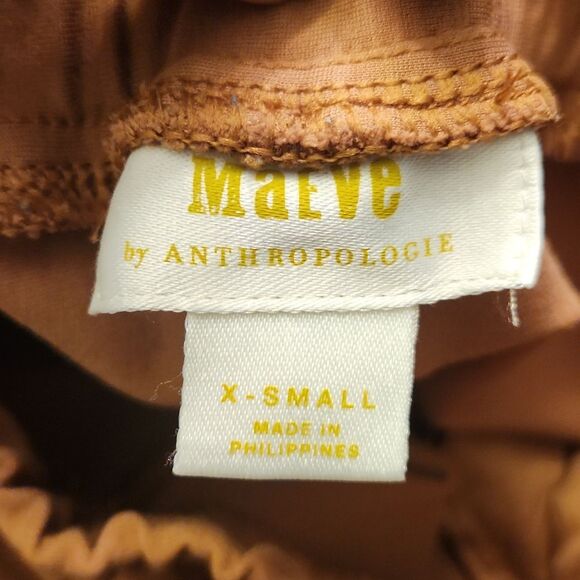 MaEve
by ANTHROPOLOGIE
X-SMALL
MADE IN
PHILIPPINES